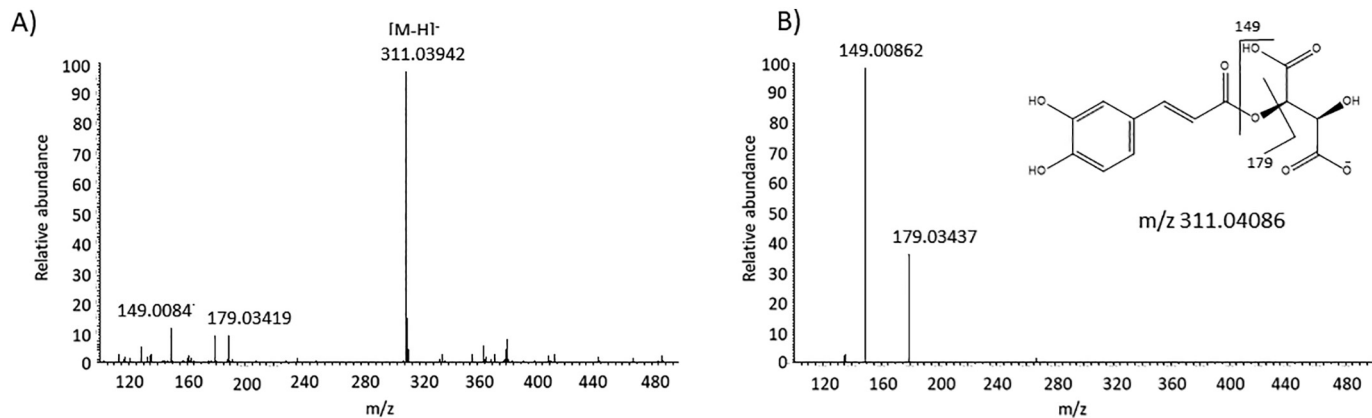 A)
[M-H]-
311.03942
Relative abundance
100
90
80
70
60
50
40
30
20
10
0
149.0084
179.03419
120 160 200 240 280 320 360 400 440 480
m/z
B)
149.00862
Relative abundance
100
90
80
70
60
50
40
30
20
10
0
179.03437
149
HO O
HO O O OH
HO 179 O O-
m/z 311.04086
120 160 200 240 280 320 360 400 440 480
m/z